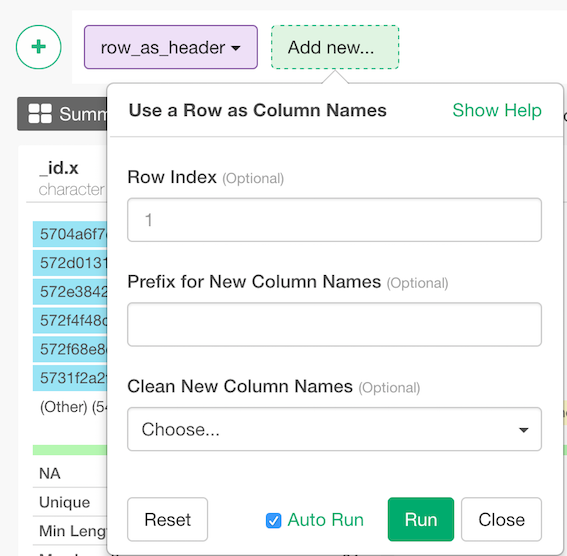 +
row_as_header
Add new...
Summ
Use a Row as Column Names
Show Help
_id.x
character
Row Index (Optional)
1
5704a6f7
572d0131
572e3842
572f4f48
572f68e8
5731f2a2
(Other) (54
Prefix for New Column Names (Optional)
Clean New Column Names (Optional)
Choose...
NA
Unique
Min Leng
Reset
Auto Run
Run
Close